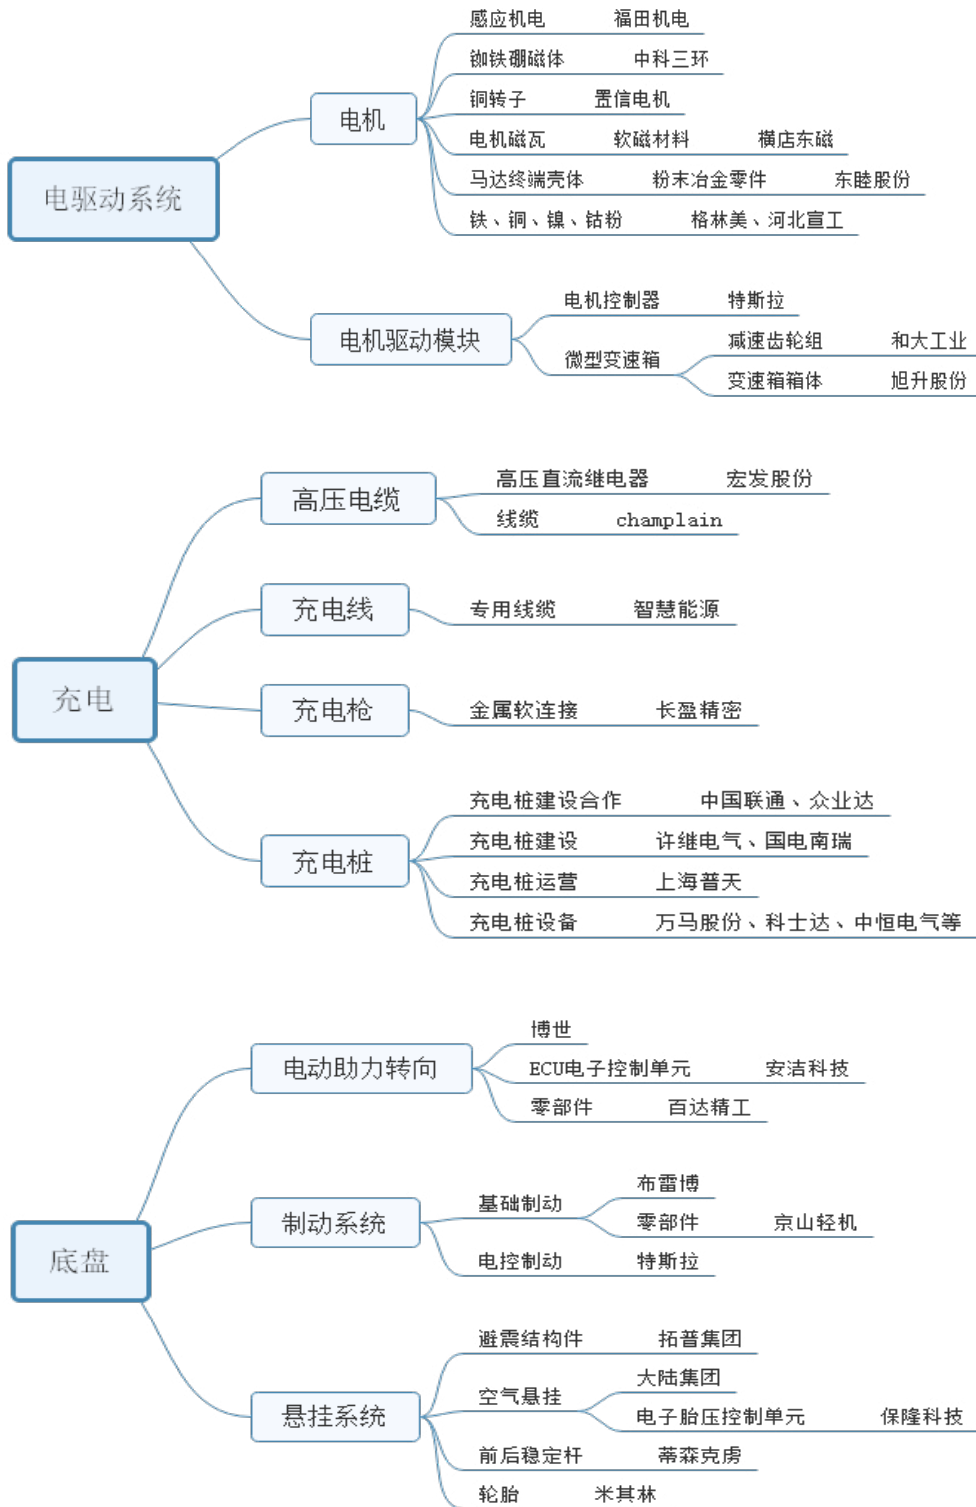 电驱动系统
电机
感应机电 福田机电
铷铁硼磁体 中科三环
铜转子 置信电机
电机磁瓦 软磁材料 横店东磁
马达终端壳体 粉末冶金零件 东睦股份
铁、铜、镍、钴粉 格林美、河北宣工
电机驱动模块
电机控制器 特斯拉
微型变速箱
减速齿轮组 和大工业
变速箱箱体 旭升股份
充电
高压电缆
高压直流继电器 宏发股份
线缆 champlain
充电线
专用线缆 智慧能源
充电枪
金属软连接 长盈精密
充电桩
充电桩建设合作 中国联通、众业达
充电桩建设 许继电气、国电南瑞
充电桩运营 上海普天
充电桩设备 万马股份、科士达、中恒电气等
底盘
电动助力转向
博世
ECU电子控制单元 安洁科技
零部件 百达精工
制动系统
基础制动
布雷博
零部件 京山轻机
电控制动 特斯拉
悬挂系统
避震结构件 拓普集团
空气悬挂
大陆集团
电子胎压控制单元 保隆科技
前后稳定杆 蒂森克虏
轮胎 米其林